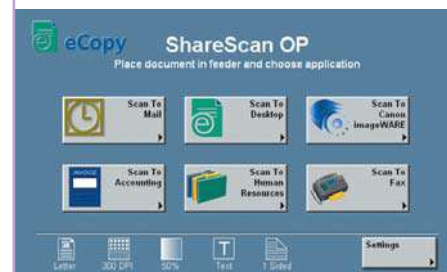 eCopy
ShareScan OP
Place document in feeder and choose application
Scan To
Mail
Scan To
Desktop
Scan To
Canon
imageWARE
INVOICE
Scan To
Accounting
Scan To
Human
Resources
Scan To
Fax
Letter
300 DPI
50%
T
Text
1 Sided
Settings